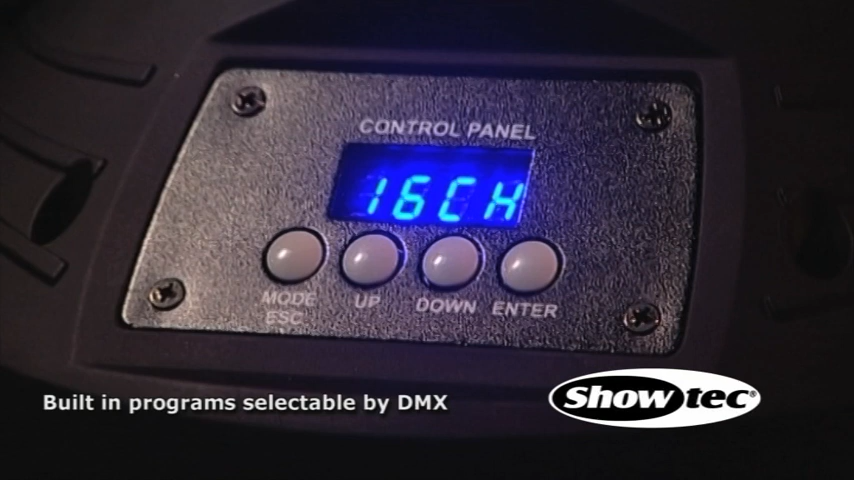 CONTROL PANEL
16CH
MODE
ESC
UP
DOWN
ENTER
Built in programs selectable by DMX
Showtec®